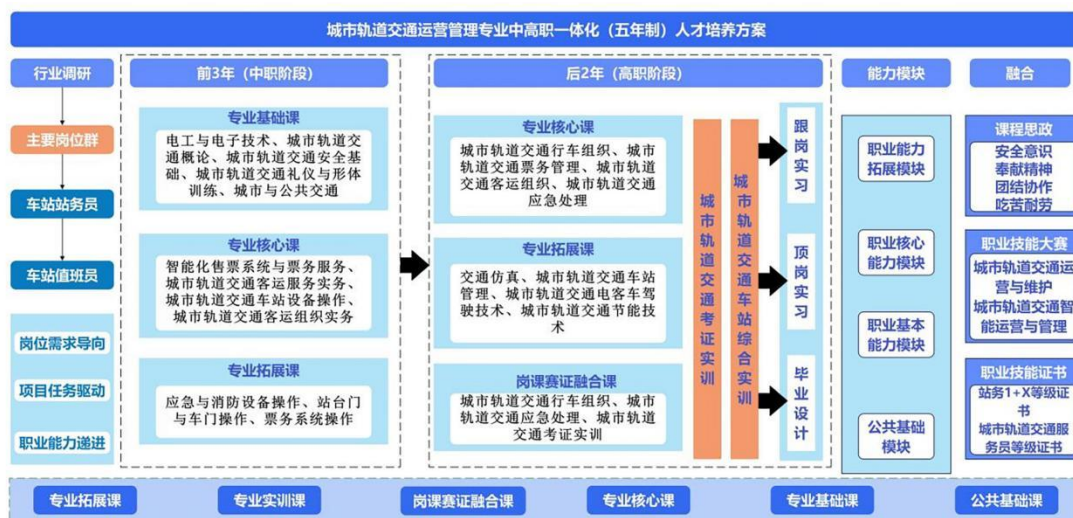 城市轨道交通运营管理专业中高职一体化（五年制）人才培养方案
行业调研
主要岗位群
车站站务员
车站值班员
岗位需求导向
项目任务驱动
职业能力递进
前3年（中职阶段）
专业基础课
电工与电子技术、城市轨道交
通概论、城市轨道交通安全基
础、城市轨道交通礼仪与形体
训练、城市与公共交通
专业核心课
智能化售票系统与票务服务、
城市轨道交通客运服务实务、
城市轨道交通车站设备操作、
城市轨道交通客运组织实务
专业拓展课
应急与消防设备操作、站台门
与车门操作、票务系统操作
后2年（高职阶段）
专业核心课
城市轨道交通行车组织、城市
轨道交通票务管理、城市轨道
交通客运组织、城市轨道交通
应急处理
专业拓展课
交通仿真、城市轨道交通车站
管理、城市轨道交通电客车驾
驶技术、城市轨道交通节能技
术
岗课赛证融合课
城市轨道交通行车组织、城市
轨道交通应急处理、城市轨道
交通考证实训
城市轨道交通考证实训
城市轨道交通车站综合实训
跟岗实习
顶岗实习
毕业设计
能力模块
职业能力
拓展模块
职业核心
能力模块
职业基本
能力模块
公共基础
模块
融合
课程思政
安全意识
奉献精神
团结协作
吃苦耐劳
职业技能大赛
城市轨道交通运
营与维护
城市轨道交通智
能运营与管理
职业技能证书
站务1+X等级证
书
城市轨道交通服
务员等级证书
专业拓展课
专业实训课
岗课赛证融合课
专业核心课
专业基础课
公共基础课